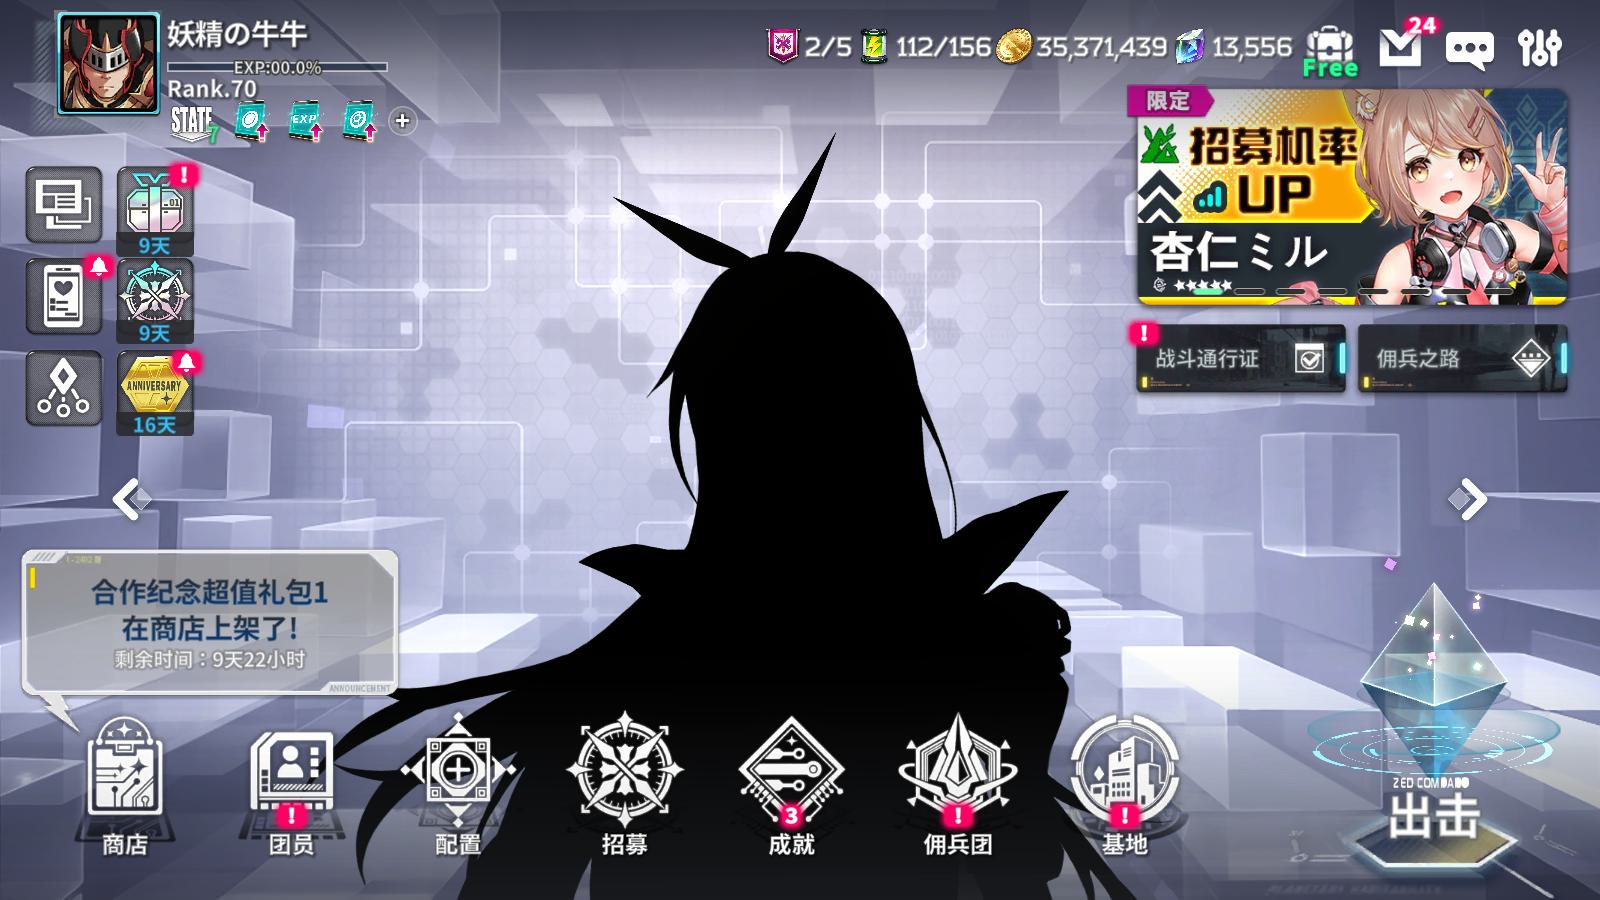 妖精の牛牛
EXP:00.0%
Rank.70
STATE 7
EXP
2/5
112/156
35,371,439
13,556
Free
24
限定
招募机率
UP
杏仁ミル
战斗通行证
佣兵之路
01
9天
9天
ANNIVERSARY
16天
合作纪念超值礼包1
在商店上架了!
剩余时间：9天22小时
ANNOUNCEMENT
商店
团员
配置
招募
3
成就
佣兵团
基地
出击